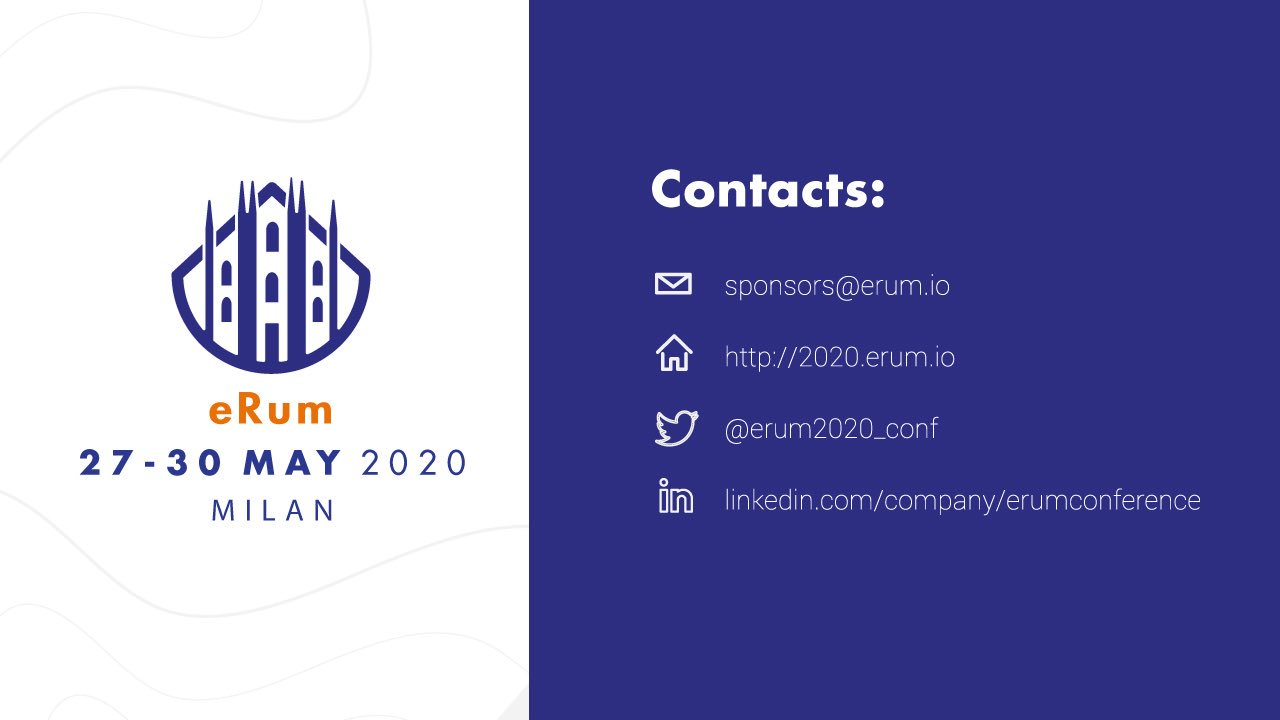 eRum
27-30 MAY 2020
MILAN
Contacts:
sponsors@erum.io
http://2020.erum.io
@erum2020_conf
linkedin.com/company/erumconference